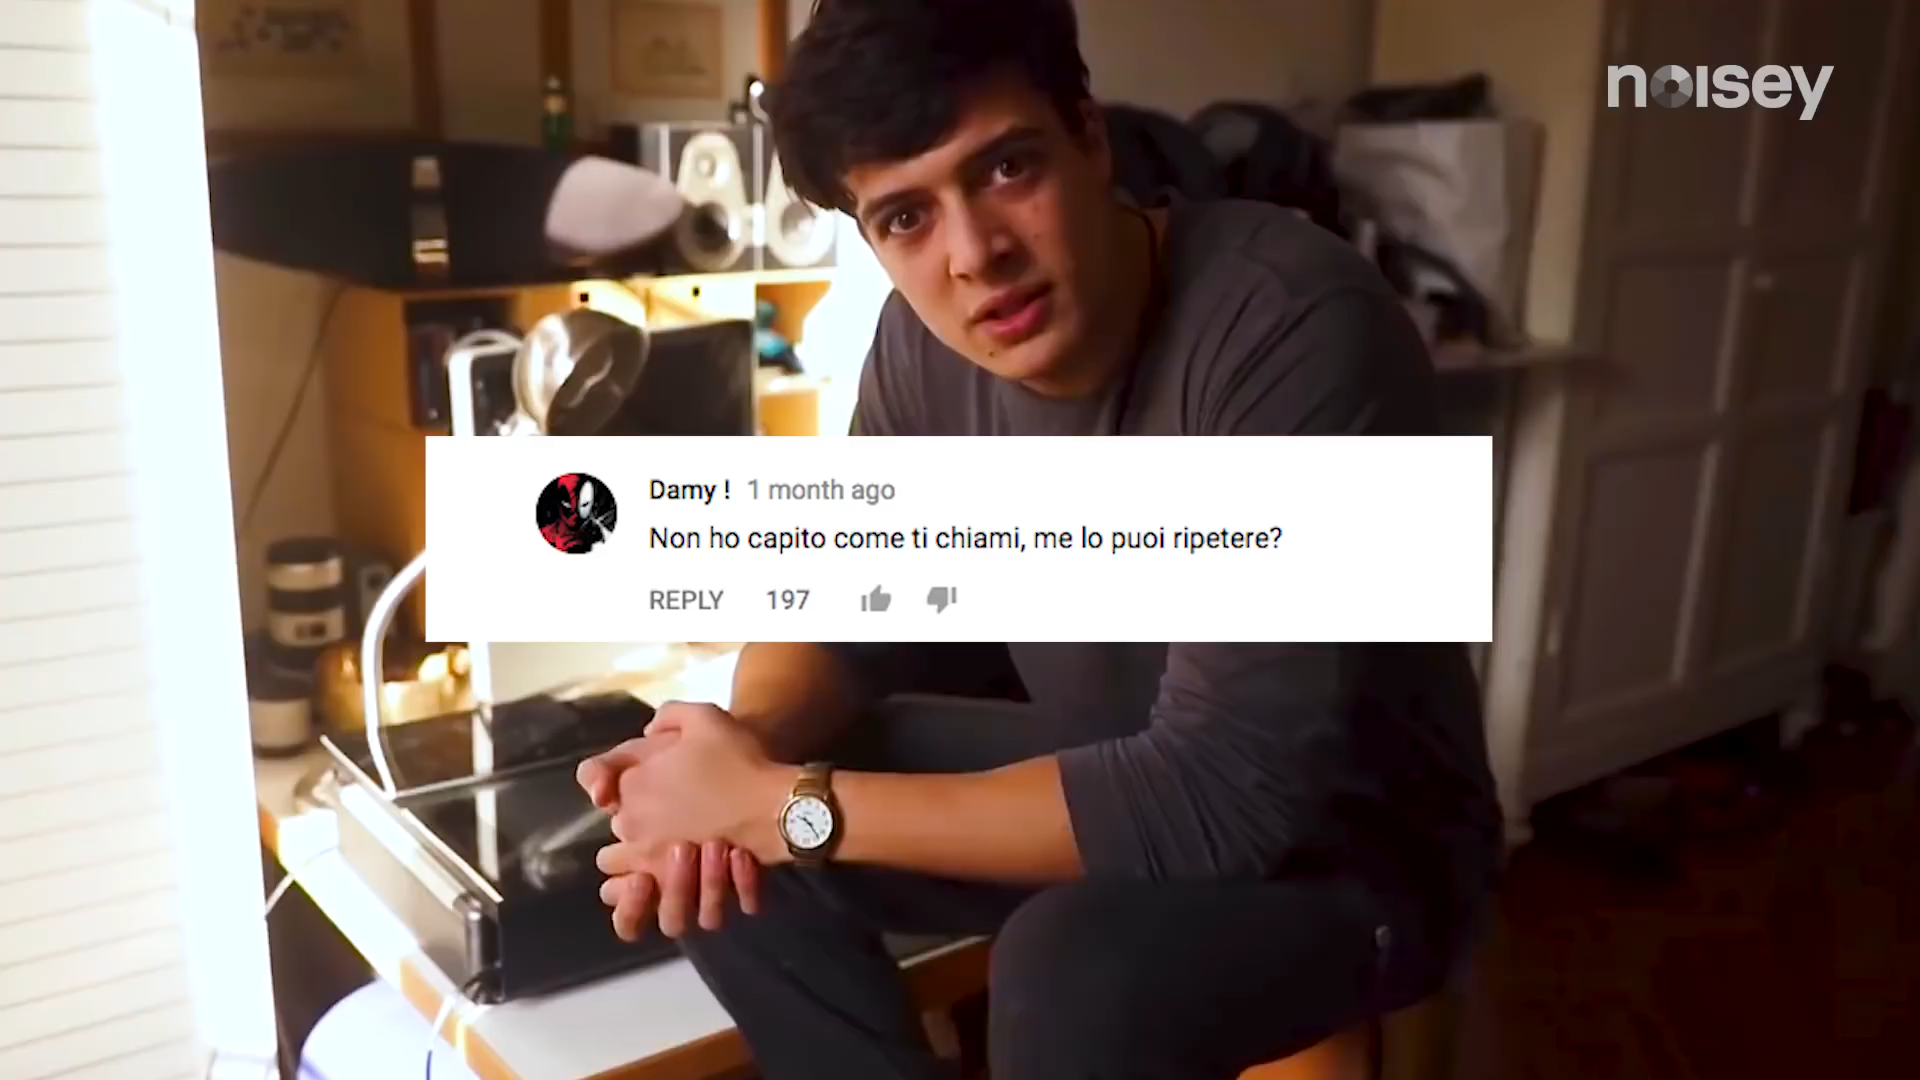 noisey
Damy ! 1 month ago
Non ho capito come ti chiami, me lo puoi ripetere?
REPLY 197